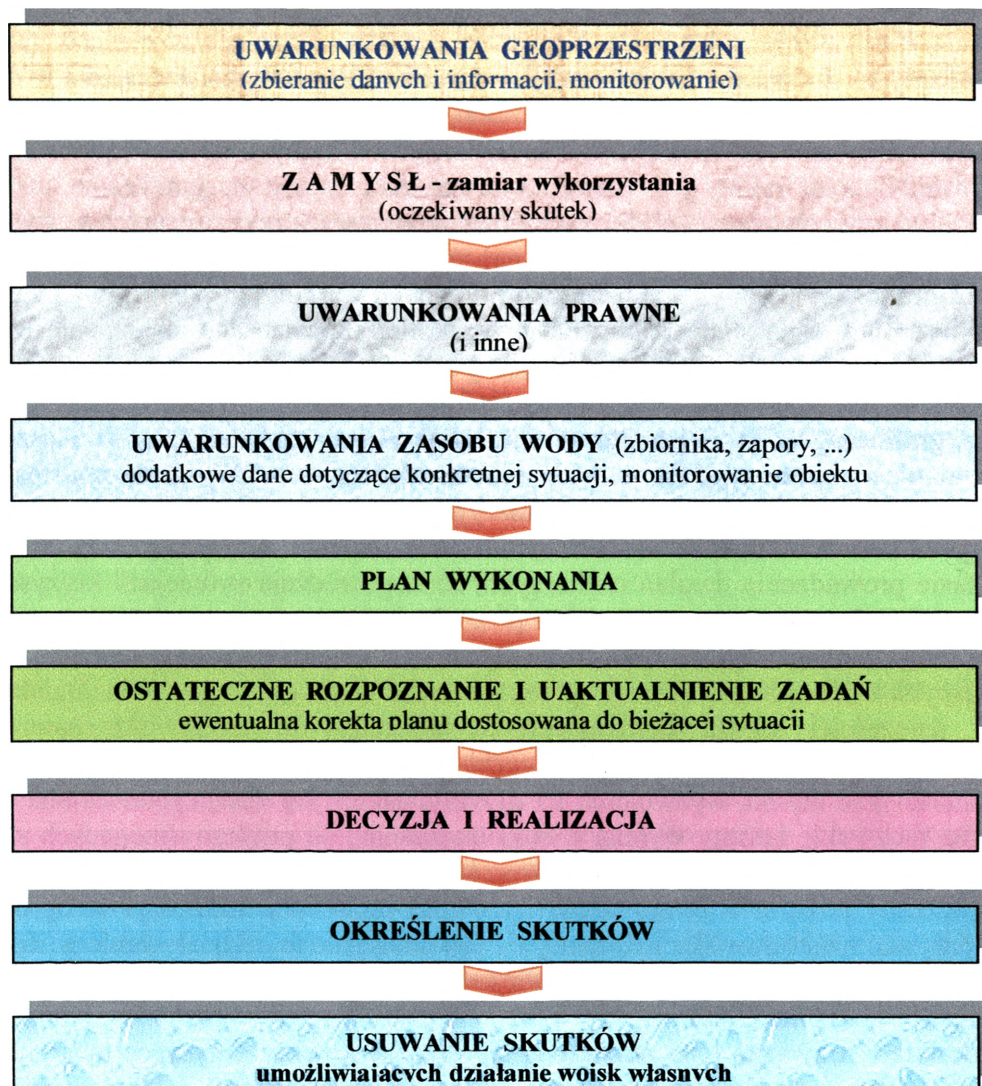 UWARUNKOWANIA GEOPRZESTRZENI
(zbieranie danych i informacji, monitorowanie)
Z A M Y S Ł - zamiar wykorzystania
(oczekiwany skutek)
UWARUNKOWANIA PRAWNE
(i inne)
UWARUNKOWANIA ZASOBU WODY (zbiornika, zapory, ...)
dodatkowe dane dotyczące konkretnej sytuacji, monitorowanie obiektu
PLAN WYKONANIA
OSTATECZNE ROZPOZNANIE I UAKTUALNIENIE ZADAŃ
ewentualna korekta planu dostosowana do bieżącej sytuacji
DECYZJA I REALIZACJA
OKREŚLENIE SKUTKÓW
USUWANIE SKUTKÓW
umożliwiających działanie wojsk własnych